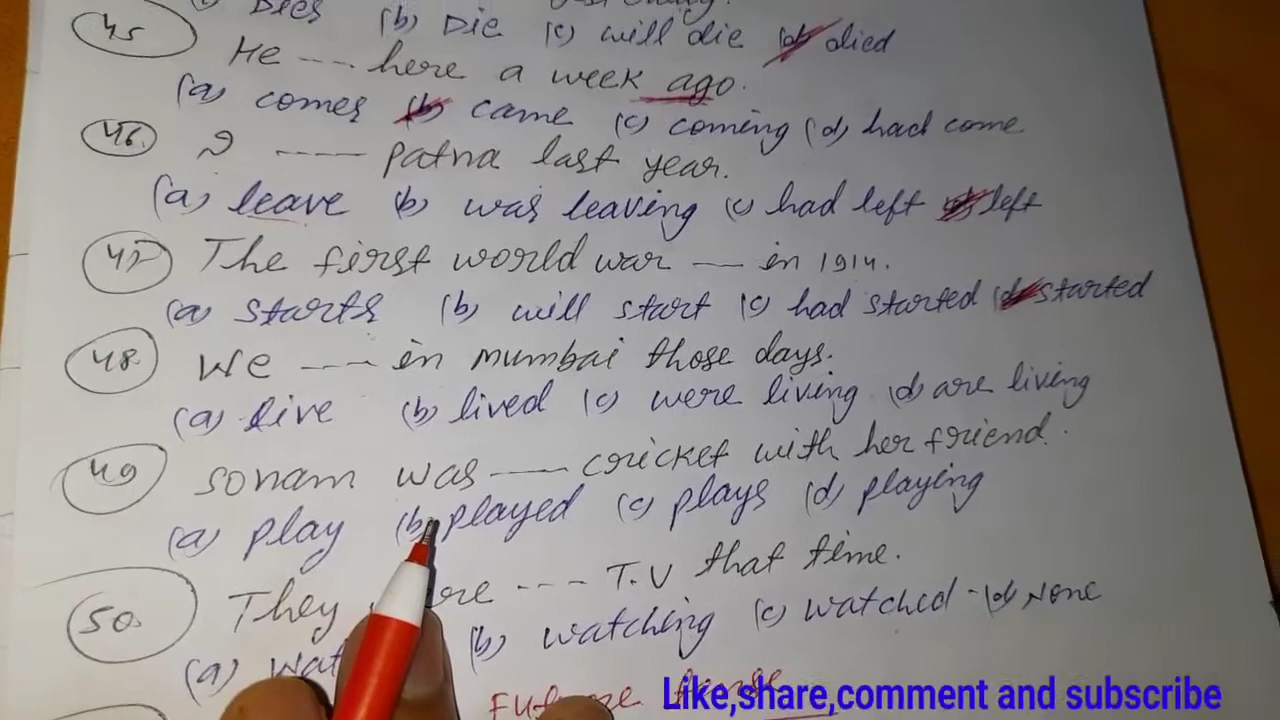 Dies (b) Die (c) will die (d) died
45 He --- here a week ago.
(a) comes (b) came (c) coming (d) had come
46. I ---- Patna last year.
(a) leave (b) was leaving (c) had left (d) left
47 The first world war --- in 1914.
(a) starts (b) will start (c) had started (d) started
48. We ---- in mumbai those days.
(a) live (b) lived (c) were living (d) are living
49 Sonam was ---- cricket with her friend.
(a) play (b) played (c) plays (d) playing
50. They --- T.V that time.
(a) (b) watching (c) watched (d) None
Future tense
Like,share,comment and subscribe